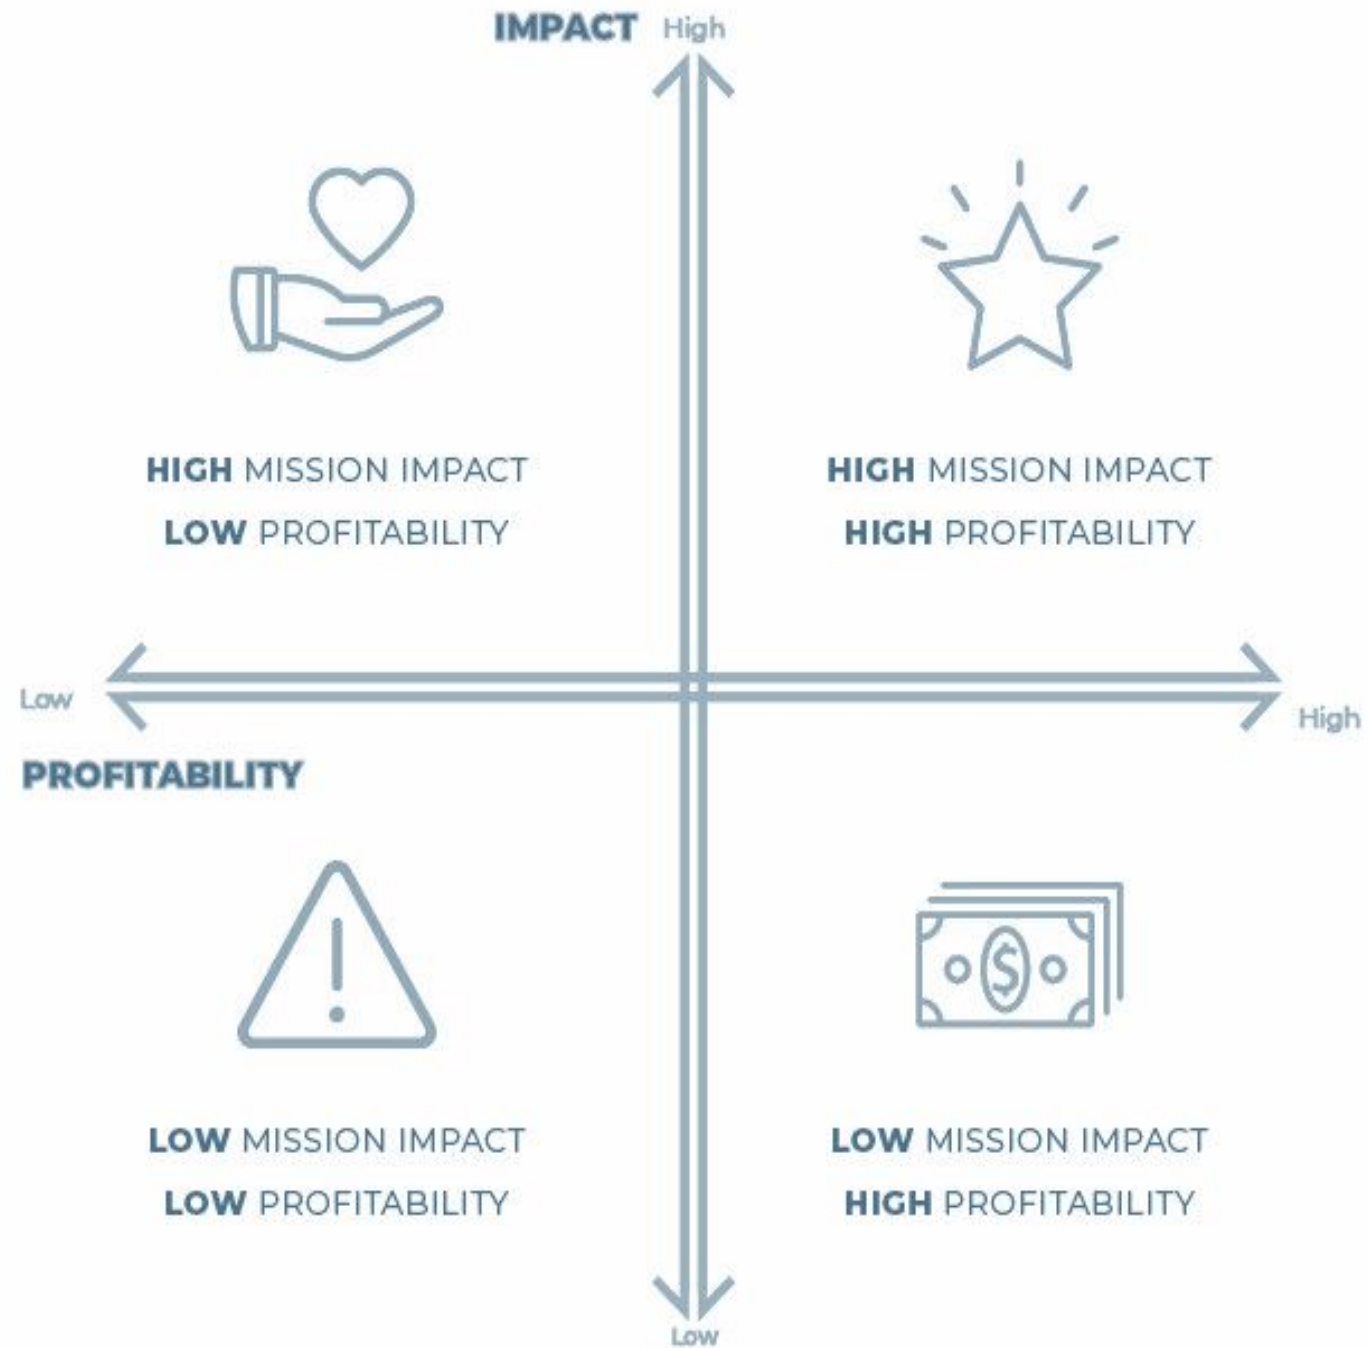 IMPACT High
HIGH MISSION IMPACT
LOW PROFITABILITY
HIGH MISSION IMPACT
HIGH PROFITABILITY
Low
High
PROFITABILITY
$
LOW MISSION IMPACT
LOW PROFITABILITY
LOW MISSION IMPACT
HIGH PROFITABILITY
Low